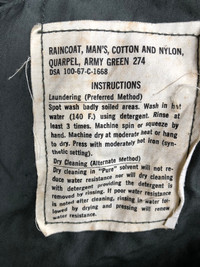 RAINCOAT, MAN'S, COTTON AND NYLON,
QUARPEL, ARMY GREEN 274
DSA 100-67-C-1668
INSTRUCTIONS
Laundering (Preferred Method)
Spot wash badly soiled areas. Wash in hot
water (140 F.) using detergent. Rinse at
least 3 times. Machine spin or squeeze by
hand. Machine dry at moderate heat or hang
to dry. Press with moderately hot iron (syn-
thetic setting).
Dry Cleaning (Alternate Method)
Dry cleaning in "Pure" solvent will not re-
duce water resistance nor will dry cleaning
with detergent providing the detergent is
removed by rinsing. If poor water resistance
is noted after cleaning, rinsing in water fol-
lowed by drying and pressing will renew
water resistance.